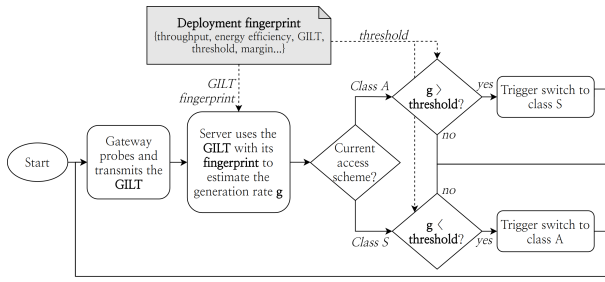 Deployment fingerprint
{throughput, energy efficiency, GILT,
threshold, margin...}
threshold
GILT
fingerprint
Class A
g >
threshold?
yes
Trigger switch to
class S
no
Start
Gateway
probes and
transmits the
GILT
Server uses the
GILT with its
fingerprint to
estimate the
generation rate g
Current
access
scheme?
no
Class S
g <
threshold?
yes
Trigger switch to
class A